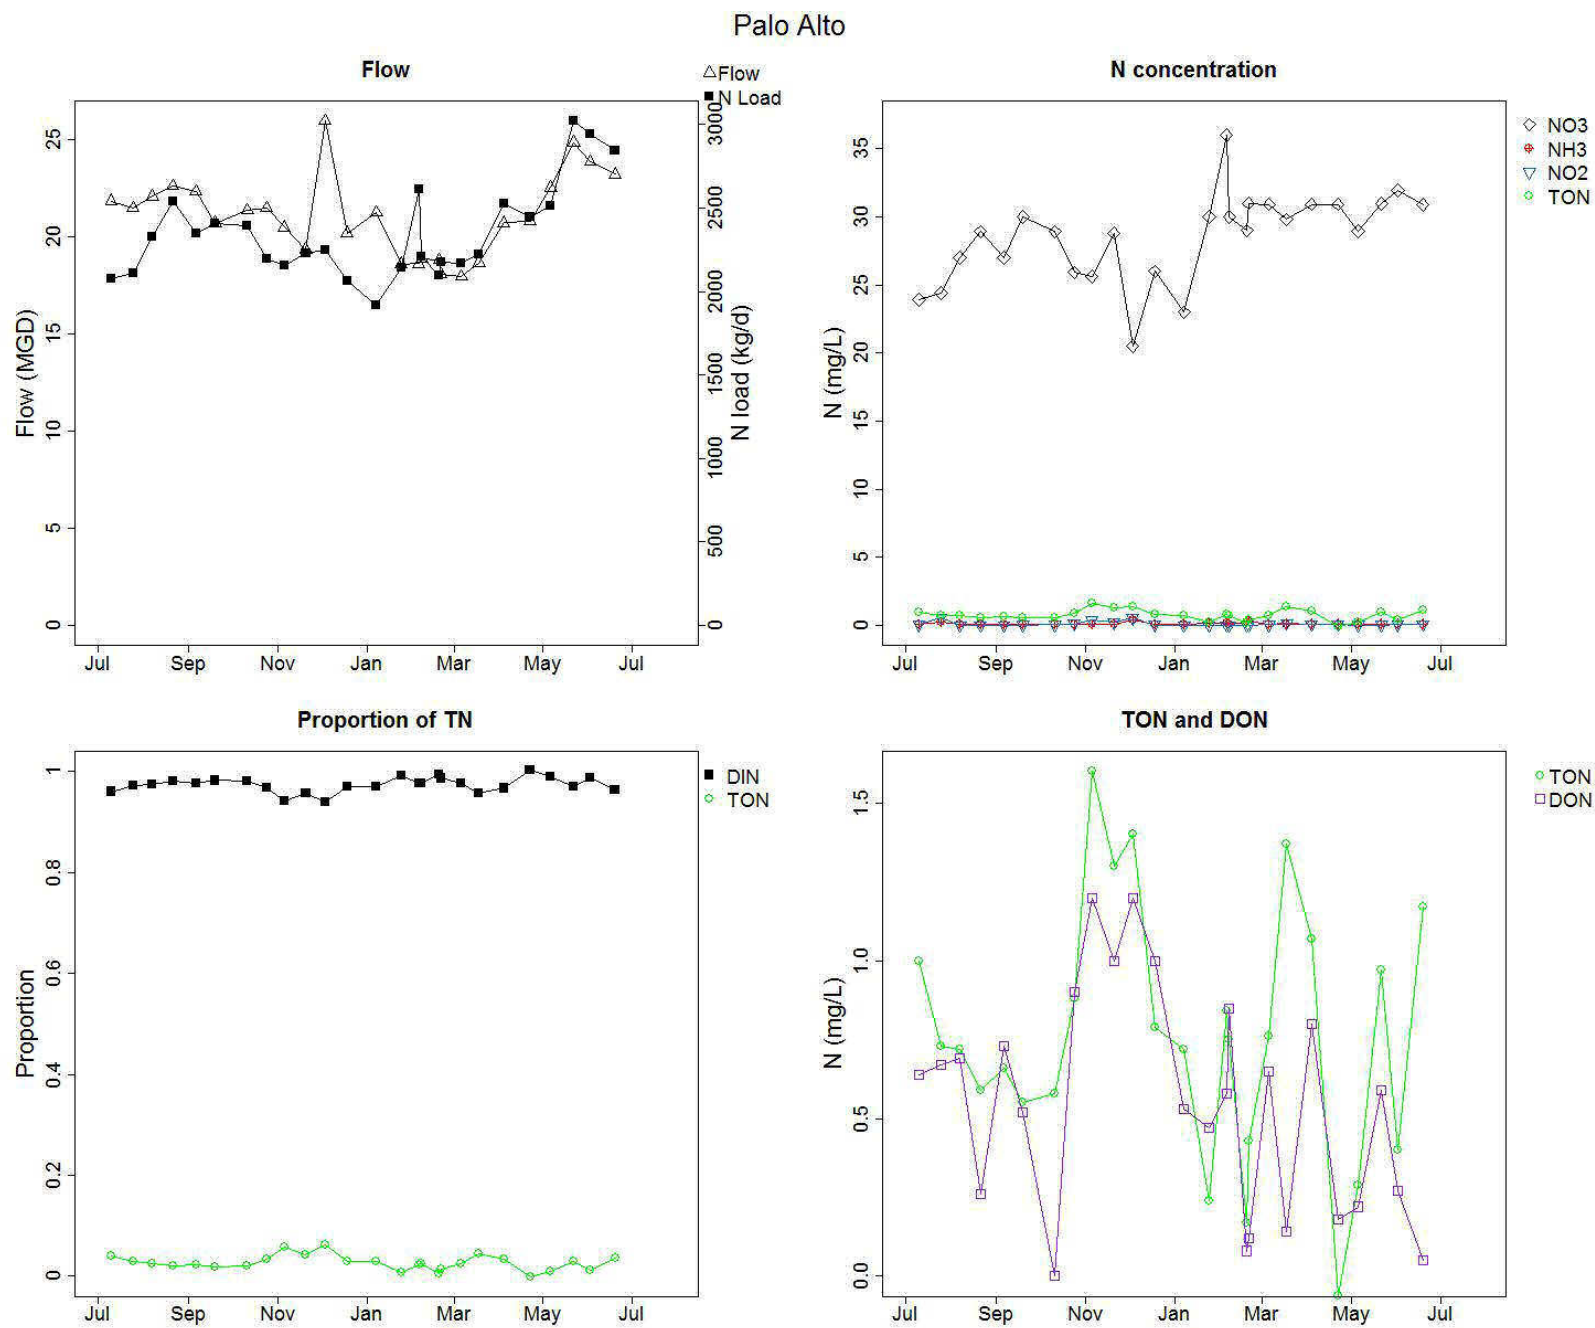 Palo Alto
Flow
Flow
N Load
Flow (MGD)
0
5
10
15
20
25
N load (kg/d)
0
500
1000
1500
2000
2500
3000
Jul Sep Nov Jan Mar May Jul
N concentration
NO3
NH3
NO2
TON
N (mg/L)
0
5
10
15
20
25
30
35
Jul Sep Nov Jan Mar May Jul
Proportion of TN
DIN
TON
Proportion
0
0.2
0.4
0.6
0.8
1
Jul Sep Nov Jan Mar May Jul
TON and DON
TON
DON
N (mg/L)
0.0
0.5
1.0
1.5
Jul Sep Nov Jan Mar May Jul